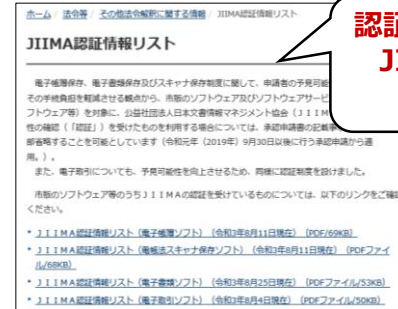 ホーム / 法令等 / その他法令解釈に関する情報 / JIIMA認証情報リスト
認証
JI
JIIMA認証情報リスト
電子帳簿保存、電子書類保存及びスキャナ保存制度に関して、申請者の予見可能
その手続負担を軽減させる観点から、市販のソフトウェア及びソフトウェアサービ
フトウェア等）を対象に、公益社団法人日本文書情報マネジメント協会（ＪＩＩＭ
性の確認（「認証」）を受けたものを利用する場合については、承認申請書の記載事
部省略することを可能としています（令和元年（2019年）9月30日以後に行う承認申請から適
用。）。
また、電子取引についても、予見可能性を向上させるため、同様に認証制度を設けました。
市販のソフトウェア等のうちＪＩＩＭＡの認証を受けているものについては、以下のリンクをご確
ください。
・ＪＩＩＭＡ認証情報リスト（電子帳簿ソフト）（令和3年8月11日現在）（PDF/69KB）
・ＪＩＩＭＡ認証情報リスト（電帳法スキャナ保存ソフト）（令和3年8月11日現在）（PDFファイ
ル/68KB）
・ＪＩＩＭＡ認証情報リスト（電子書類ソフト）（令和3年8月25日現在）（PDFファイル/53KB）
・ＪＩＩＭＡ認証情報リスト（電子取引ソフト）（令和3年8月4日現在）（PDFファイル/50KB）